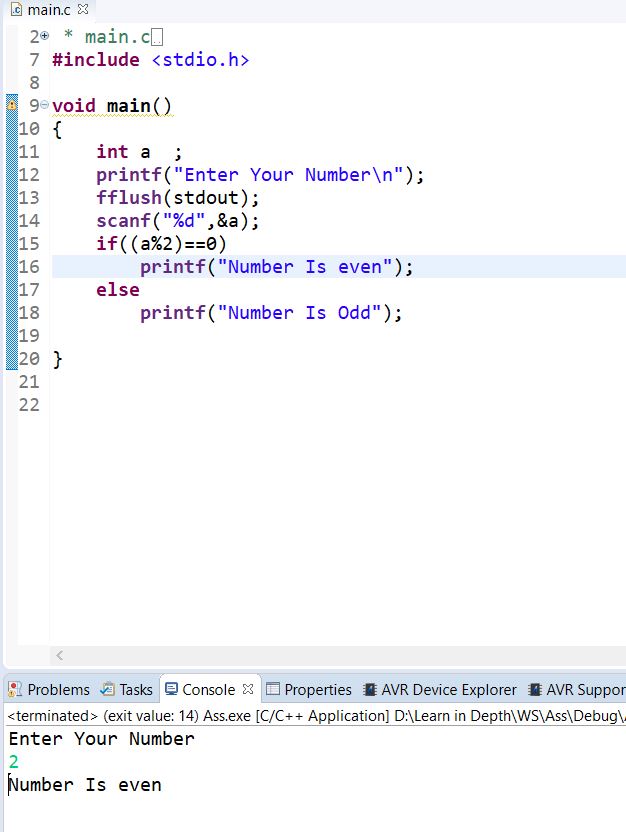 main.c
2 * main.c
7 #include <stdio.h>
8
9 void main()
10 {
11 int a ;
12 printf("Enter Your Number\n");
13 fflush(stdout);
14 scanf("%d",&a);
15 if((a%2)==0)
16 printf("Number Is even");
17 else
18 printf("Number Is Odd");
19
20 }
21
22
Problems Tasks Console Properties AVR Device Explorer AVR Suppor
<terminated> (exit value: 14) Ass.exe [C/C++ Application] D:\Learn in Depth\WS\Ass\Debug\
Enter Your Number
2
Number Is even